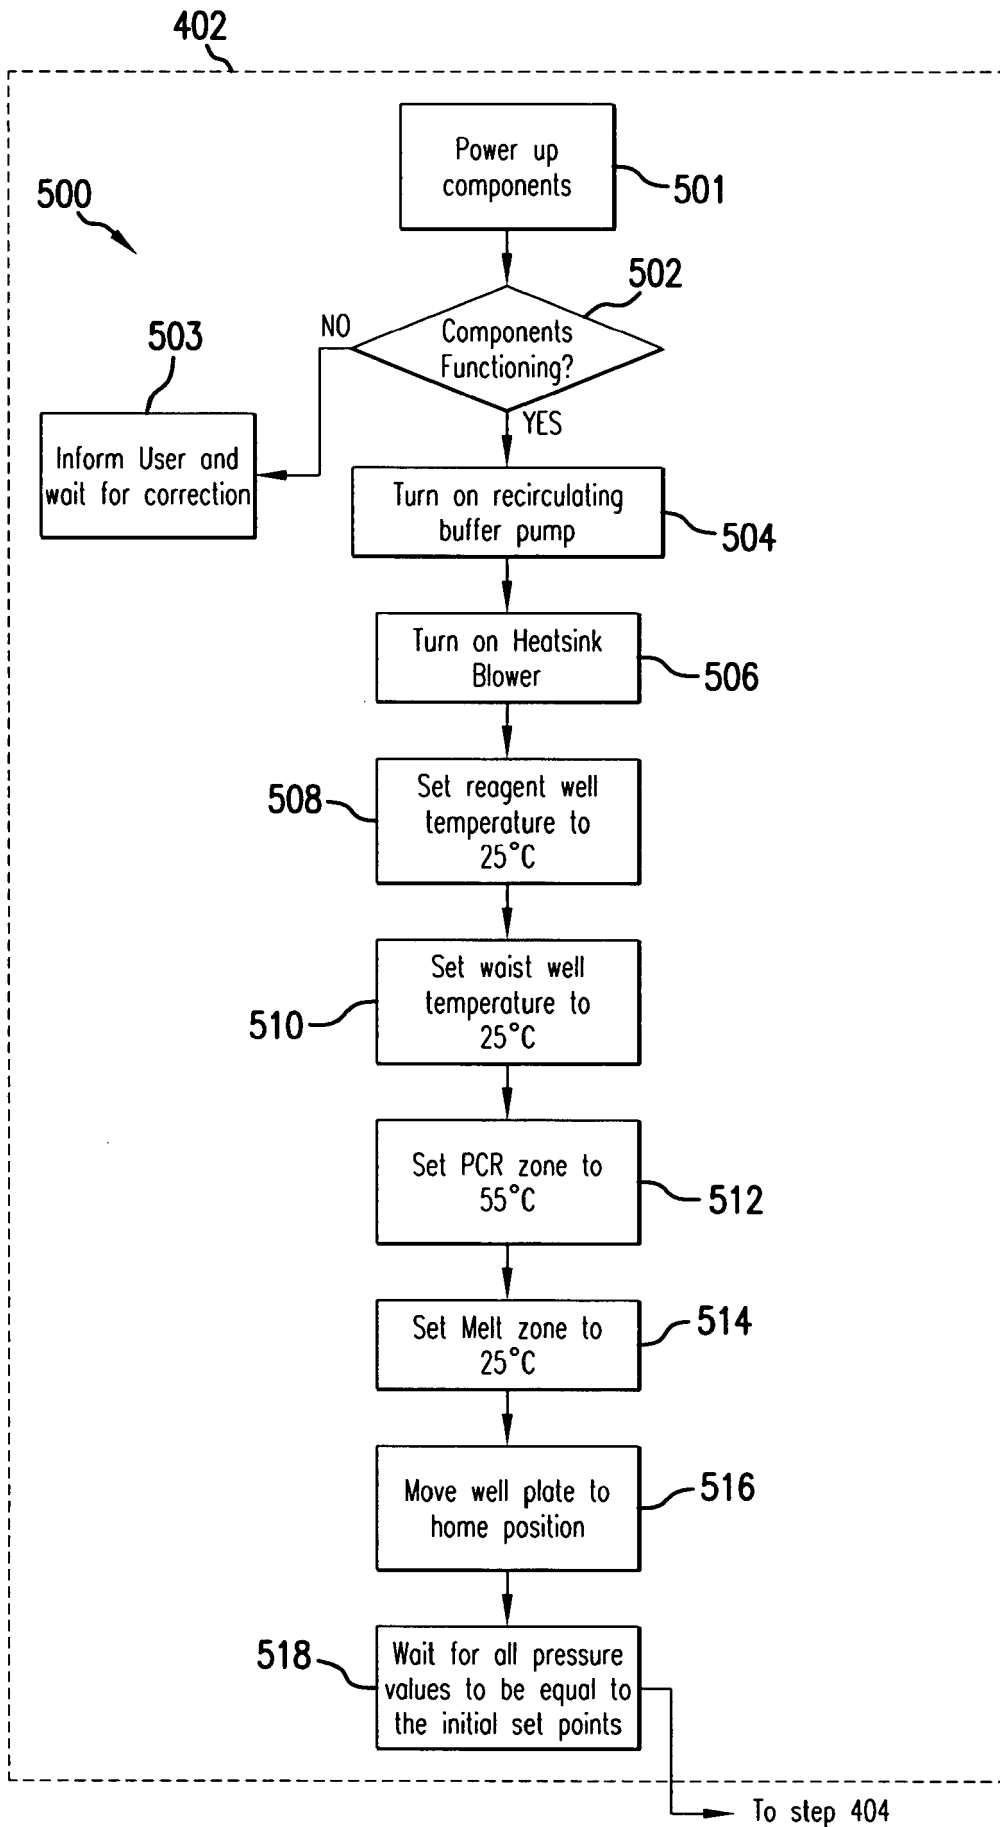 402
Power up
components
501
500
502
NO
Components
Functioning?
503
YES
Inform User and
wait for correction
Turn on recirculating
buffer pump
504
Turn on Heatsink
Blower
506
508
Set reagent well
temperature to
25°C
Set waist well
temperature to
25°C
510
Set PCR zone to
55°C
512
Set Melt zone to
25°C
514
Move well plate to
home position
516
518
Wait for all pressure
values to be equal to
the initial set points
To step 404